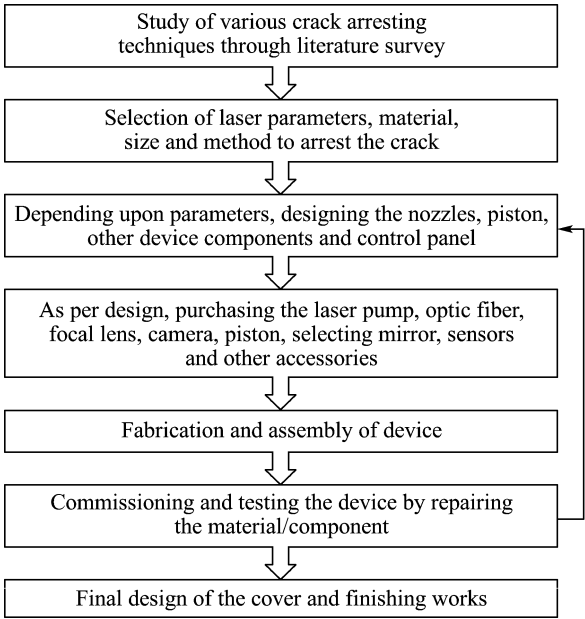 Study of various crack arresting
techniques through literature survey
Selection of laser parameters, material,
size and method to arrest the crack
Depending upon parameters, designing the nozzles, piston,
other device components and control panel
As per design, purchasing the laser pump, optic fiber,
focal lens, camera, piston, selecting mirror, sensors
and other accessories
Fabrication and assembly of device
Commissioning and testing the device by repairing
the material/component
Final design of the cover and finishing works